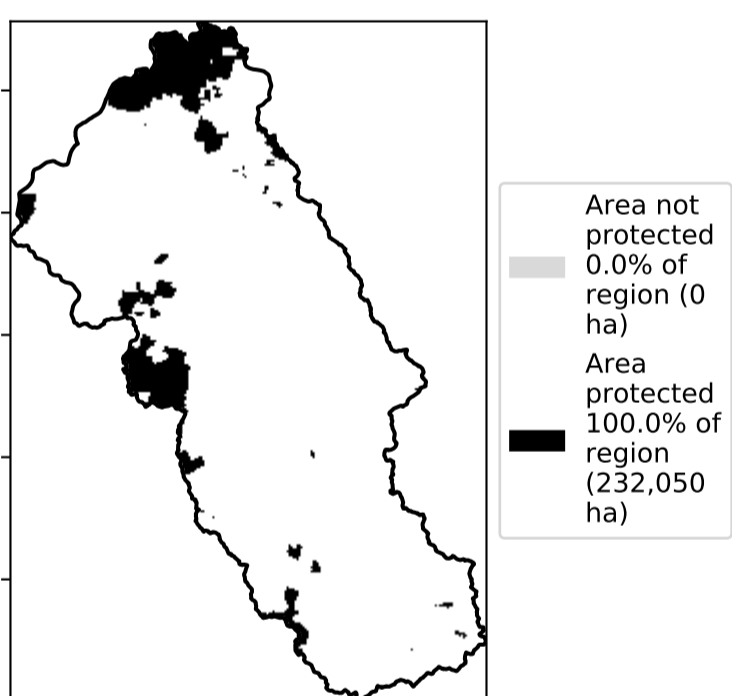 Area not
protected
0.0% of
region (0
ha)
Area
protected
100.0% of
region
(232,050
ha)